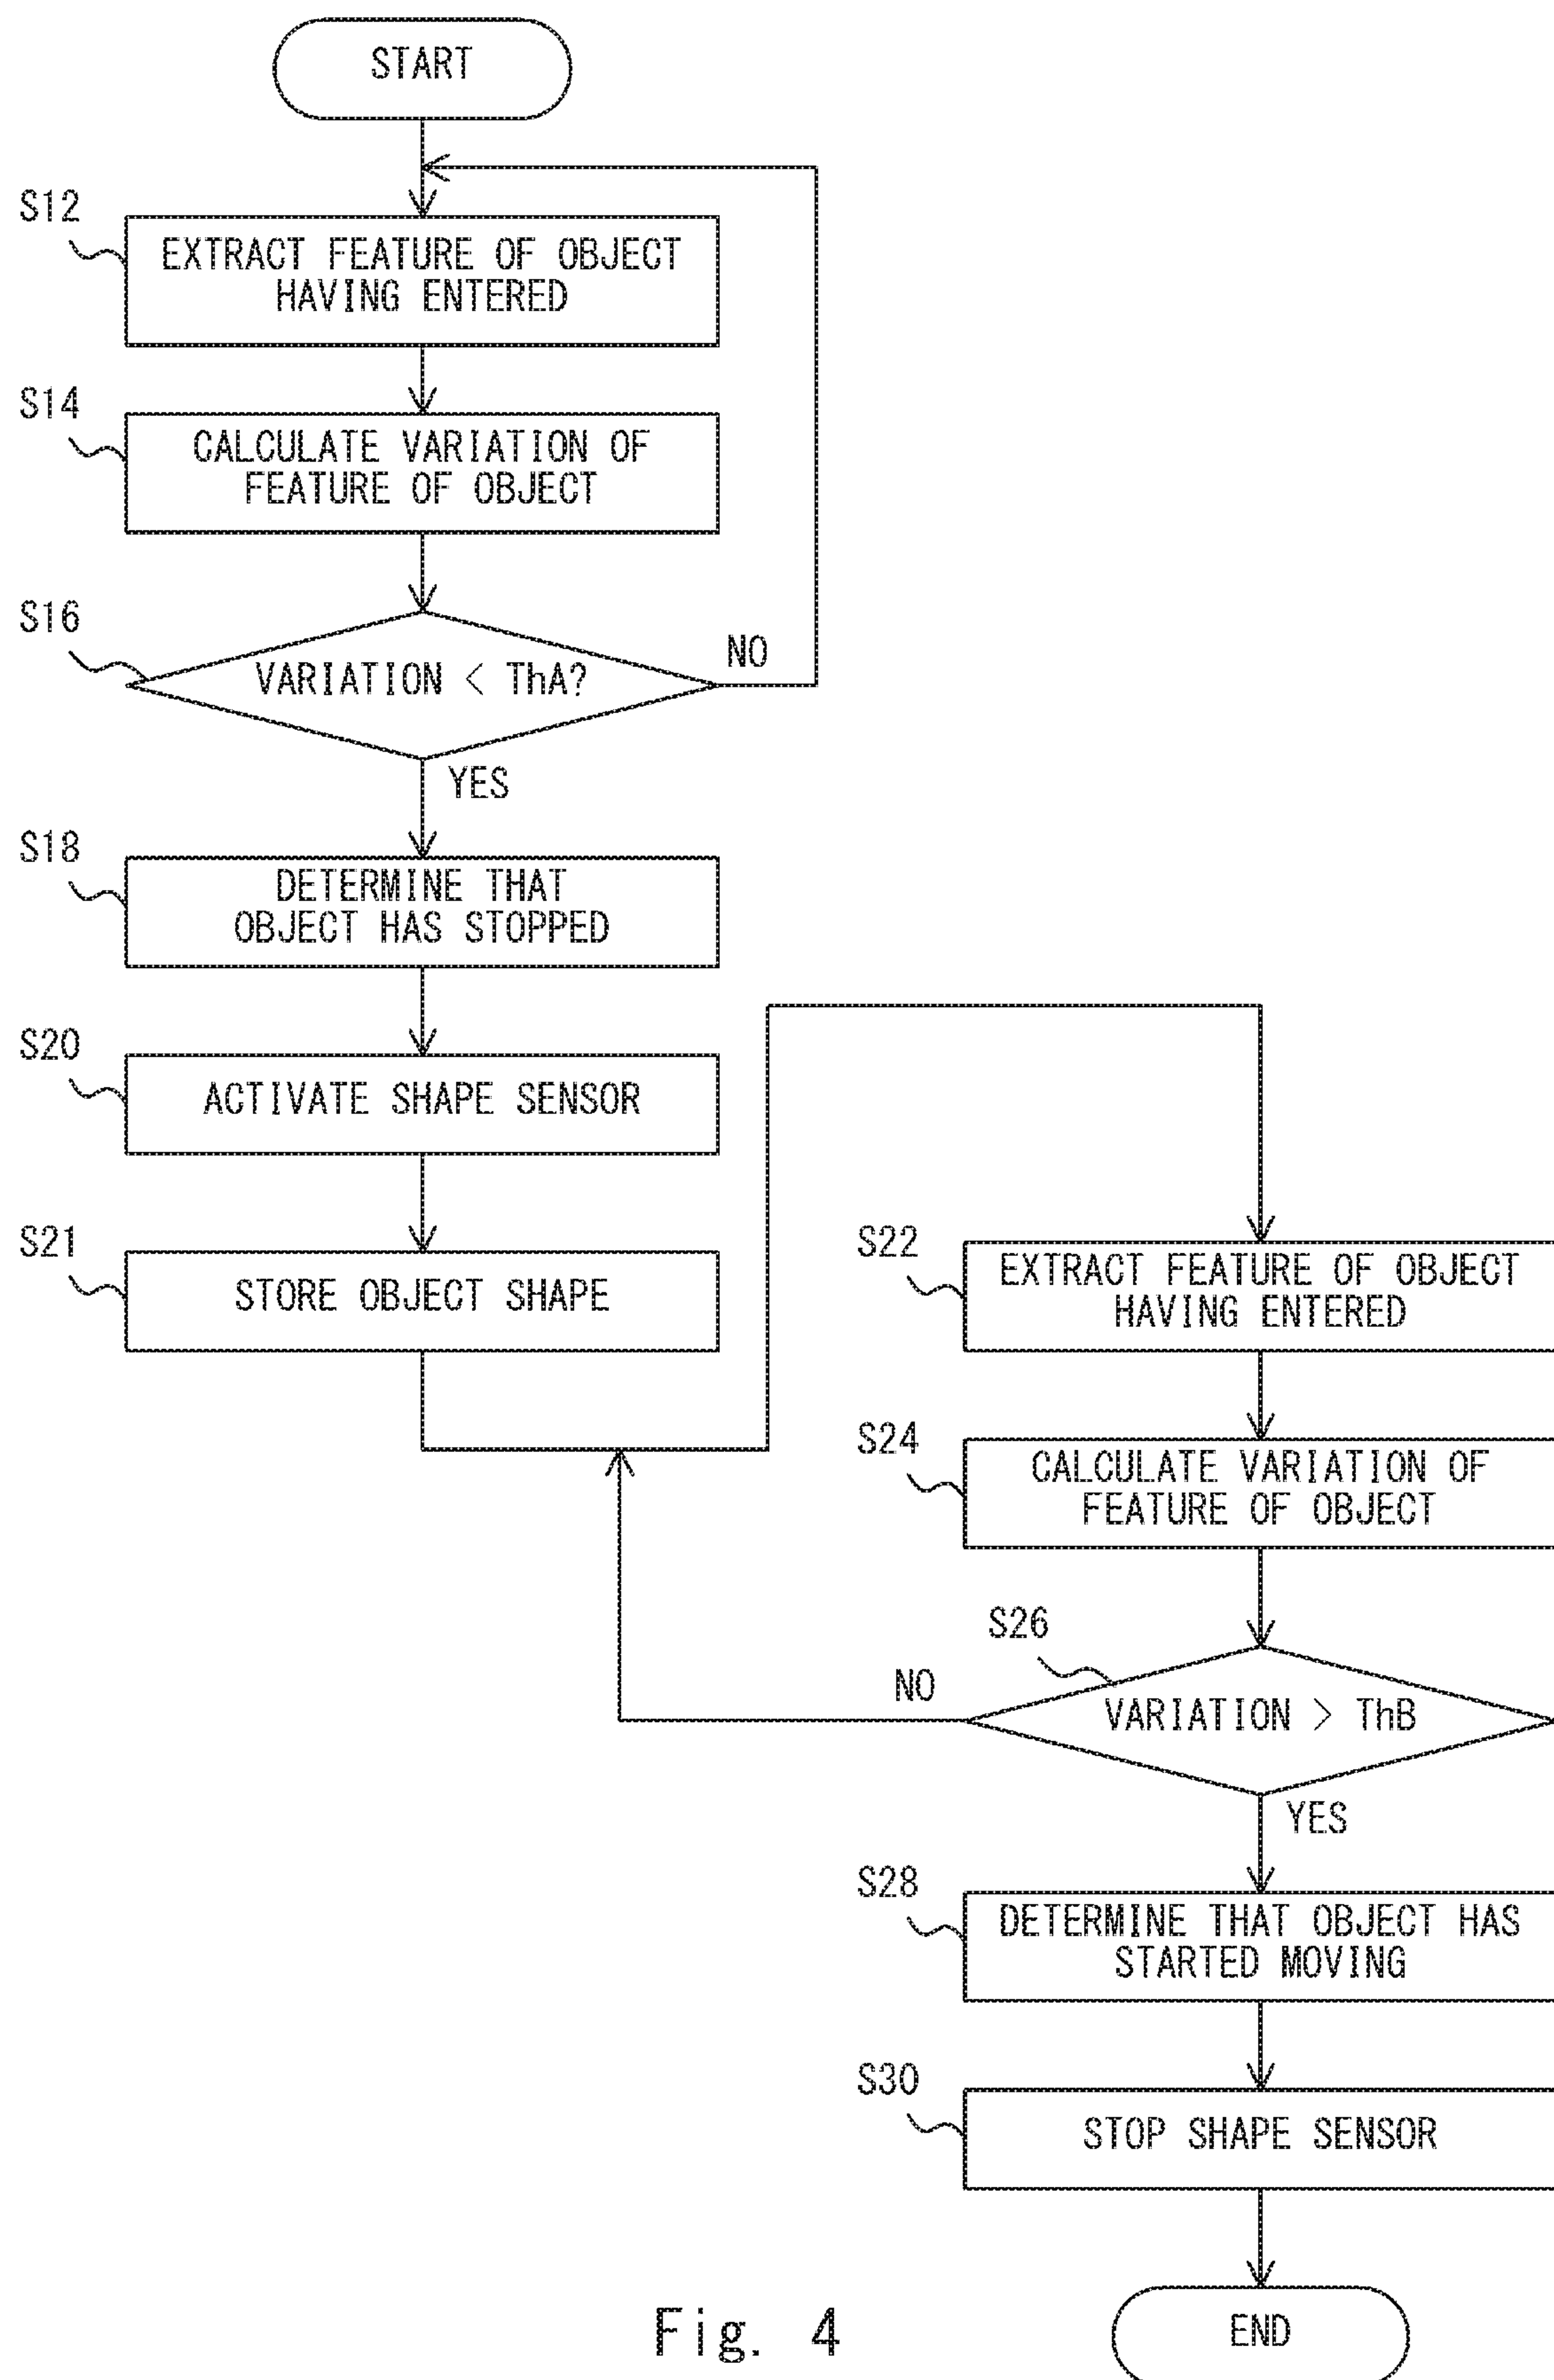 START
S12
EXTRACT FEATURE OF OBJECT
HAVING ENTERED
S14
CALCULATE VARIATION OF
FEATURE OF OBJECT
S16
VARIATION < ThA?
NO
YES
S18
DETERMINE THAT
OBJECT HAS STOPPED
S20
ACTIVATE SHAPE SENSOR
S21
STORE OBJECT SHAPE
S22
EXTRACT FEATURE OF OBJECT
HAVING ENTERED
S24
CALCULATE VARIATION OF
FEATURE OF OBJECT
S26
VARIATION > ThB
NO
YES
S28
DETERMINE THAT OBJECT HAS
STARTED MOVING
S30
STOP SHAPE SENSOR
END
Fig. 4